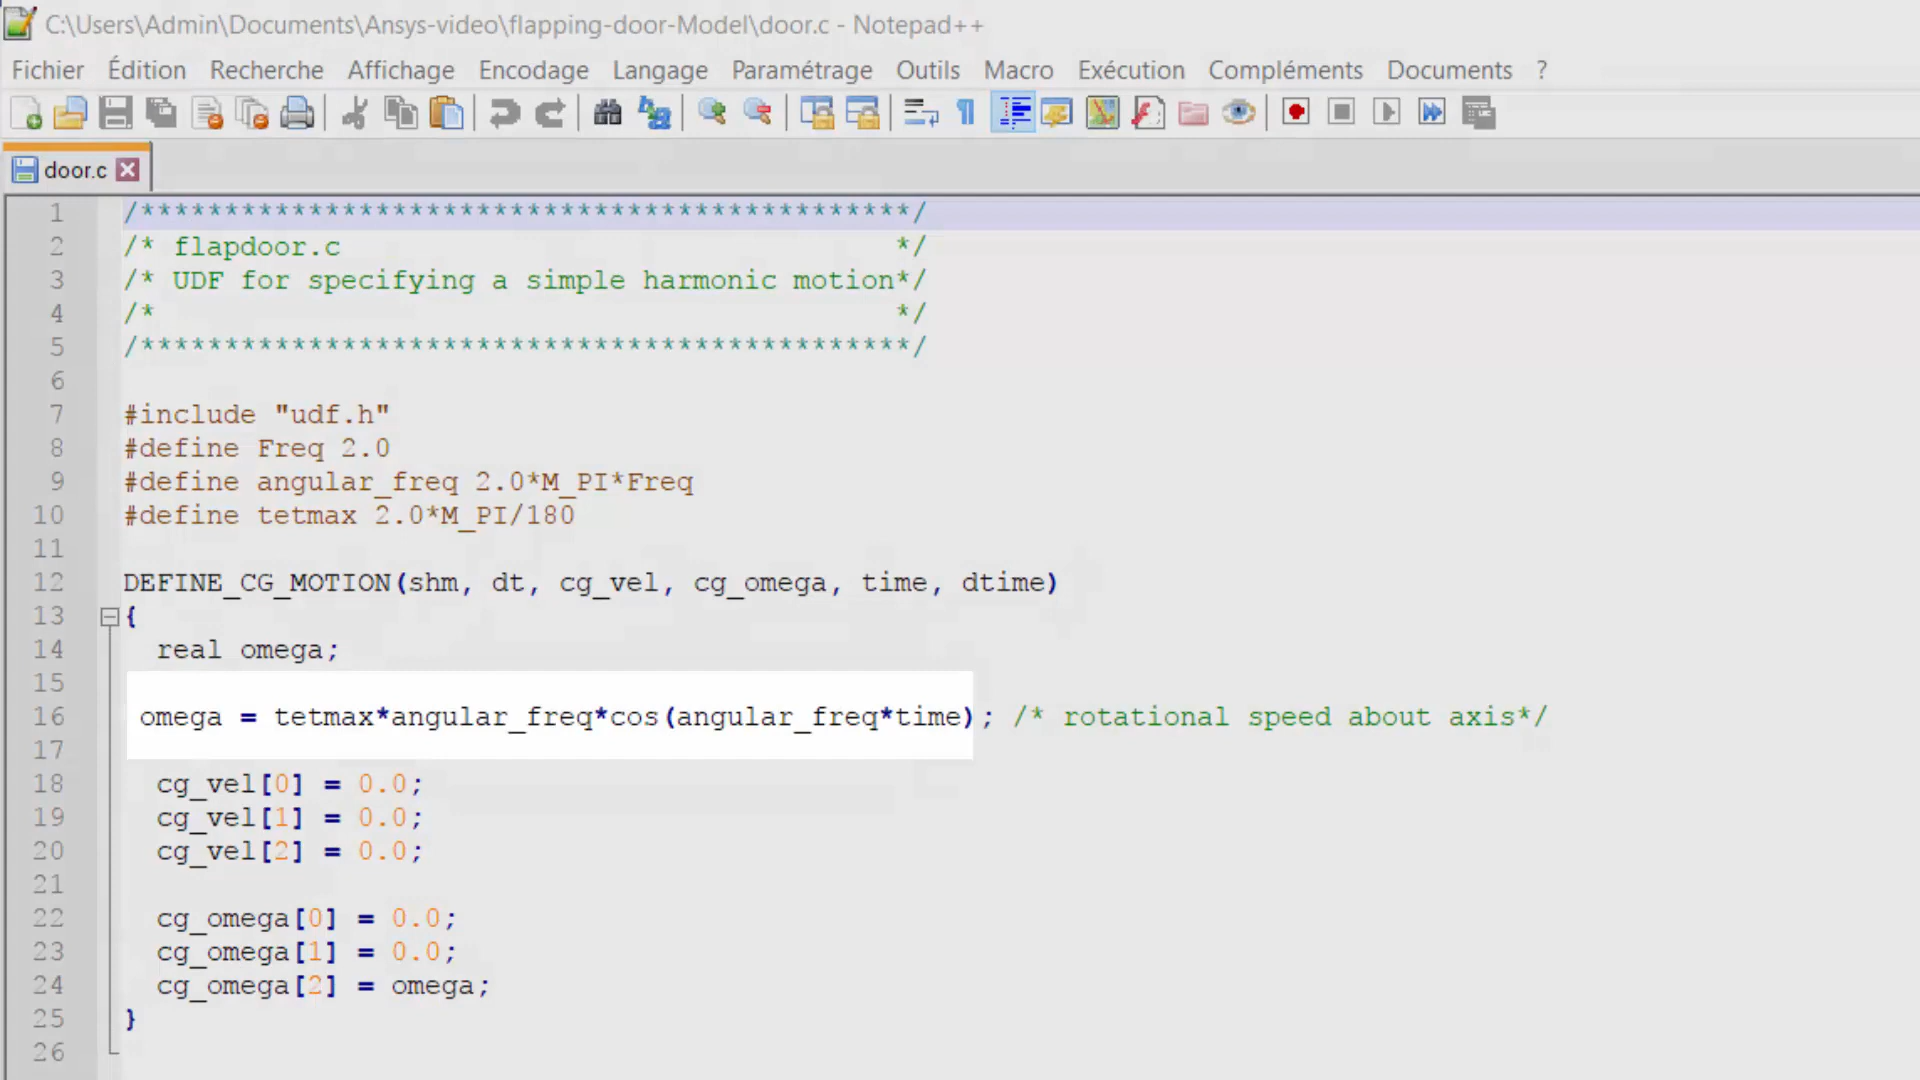 C:\Users\Admin\Documents\Ansys-video\flapping-door-Model\door.c - Notepad++
Fichier Édition Recherche Affichage Encodage Langage Paramétrage Outils Macro Exécution Compléments Documents ?
door.c
1 /**********************************************/
2 /* flapdoor.c */
3 /* UDF for specifying a simple harmonic motion*/
4 /* */
5 /**********************************************/
6
7 #include "udf.h"
8 #define Freq 2.0
9 #define angular_freq 2.0*M_PI*Freq
10 #define tetmax 2.0*M_PI/180
11
12 DEFINE_CG_MOTION(shm, dt, cg_vel, cg_omega, time, dtime)
13 {
14 real omega;
15
16 omega = tetmax*angular_freq*cos(angular_freq*time); /* rotational speed about axis*/
17
18 cg_vel[0] = 0.0;
19 cg_vel[1] = 0.0;
20 cg_vel[2] = 0.0;
21
22 cg_omega[0] = 0.0;
23 cg_omega[1] = 0.0;
24 cg_omega[2] = omega;
25 }
26